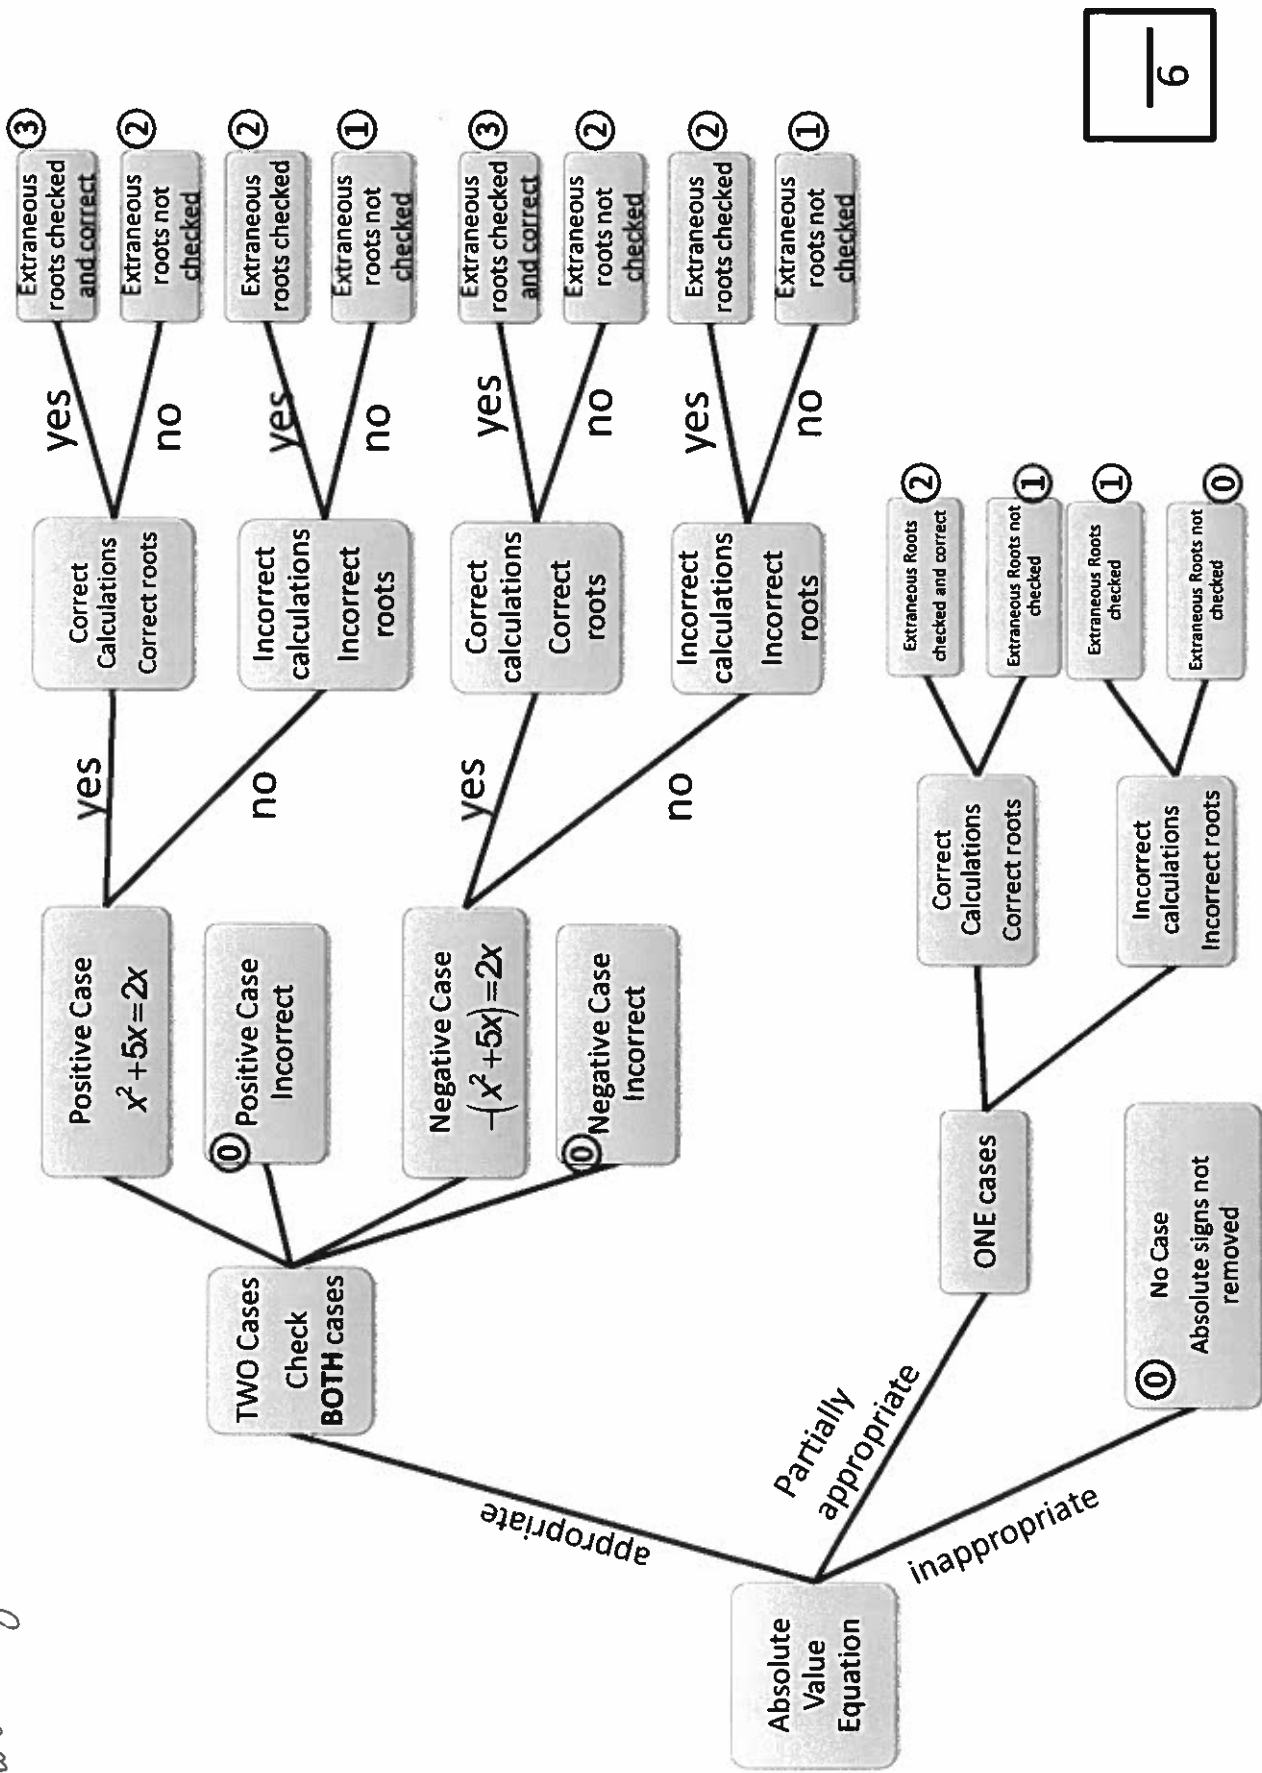 Absolute
Value
Equation
appropriate
Partially
appropriate
inappropriate
TWO Cases
Check
BOTH cases
Positive Case
x² + 5x = 2x
yes
no
Correct
Calculations
Correct roots
yes
no
Extraneous
roots checked
and correct
③
Extraneous
roots not
checked
②
Incorrect
calculations
Incorrect
roots
yes
no
Extraneous
roots checked
②
Extraneous
roots not
checked
①
⓪ Positive Case
Incorrect
Negative Case
-(x² + 5x) = 2x
yes
no
Correct
calculations
Correct
roots
yes
no
Extraneous
roots checked
and correct
③
Extraneous
roots not
checked
②
Incorrect
calculations
Incorrect
roots
yes
no
Extraneous
roots checked
②
Extraneous
roots not
checked
①
⓪ Negative Case
Incorrect
ONE cases
Correct
Calculations
Correct roots
Extraneous Roots
checked and correct
②
Extraneous Roots not
checked
①
Incorrect
calculations
Incorrect roots
Extraneous Roots
checked
①
Extraneous Roots not
checked
⓪
⓪ No Case
Absolute signs not
removed
6